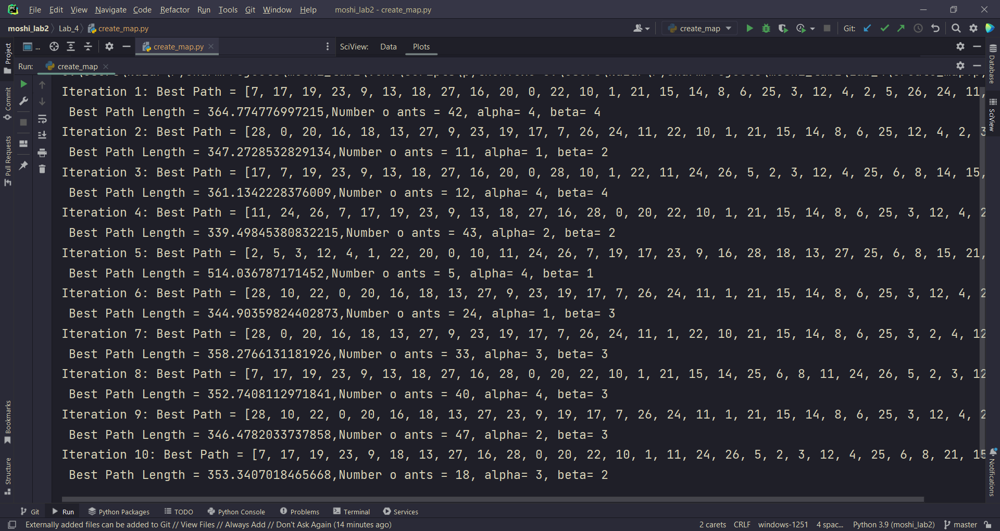 File Edit View Navigate Code Refactor Run Tools Git Window Help moshi_lab2 - create_map.py
moshi_lab2 Lab_4 create_map.py create_map Git:
... create_map.py SciView: Data Plots
Run: create_map
Iteration 1: Best Path = [7, 17, 19, 23, 9, 13, 18, 27, 16, 20, 0, 22, 10, 1, 21, 15, 14, 8, 6, 25, 3, 12, 4, 2, 5, 26, 24, 11,
Best Path Length = 364.774776997215,Number o ants = 42, alpha= 4, beta= 4
Iteration 2: Best Path = [28, 0, 20, 16, 18, 13, 27, 9, 23, 19, 17, 7, 26, 24, 11, 22, 10, 1, 21, 15, 14, 8, 6, 25, 12, 4, 2, 3
Best Path Length = 347.2728532829134,Number o ants = 11, alpha= 1, beta= 2
Iteration 3: Best Path = [17, 7, 19, 23, 9, 13, 18, 27, 16, 20, 0, 28, 10, 1, 22, 11, 24, 26, 5, 2, 3, 12, 4, 25, 6, 8, 14, 15,
Best Path Length = 361.1342228376009,Number o ants = 12, alpha= 4, beta= 4
Iteration 4: Best Path = [11, 24, 26, 7, 17, 19, 23, 9, 13, 18, 27, 16, 28, 0, 20, 22, 10, 1, 21, 15, 14, 8, 6, 25, 3, 12, 4, 2
Best Path Length = 339.49845380832215,Number o ants = 43, alpha= 2, beta= 2
Iteration 5: Best Path = [2, 5, 3, 12, 4, 1, 22, 20, 0, 10, 11, 24, 26, 7, 19, 17, 23, 9, 16, 28, 18, 13, 27, 25, 6, 8, 15, 21,
Best Path Length = 514.036787171452,Number o ants = 5, alpha= 4, beta= 1
Iteration 6: Best Path = [28, 10, 22, 0, 20, 16, 18, 13, 27, 9, 23, 19, 17, 7, 26, 24, 11, 1, 21, 15, 14, 8, 6, 25, 3, 12, 4, 2
Best Path Length = 344.90359824402873,Number o ants = 24, alpha= 1, beta= 3
Iteration 7: Best Path = [28, 0, 20, 16, 18, 13, 27, 9, 23, 19, 17, 7, 26, 24, 11, 1, 22, 10, 21, 15, 14, 8, 6, 25, 3, 2, 4, 12
Best Path Length = 358.2766131181926,Number o ants = 33, alpha= 3, beta= 3
Iteration 8: Best Path = [7, 17, 19, 23, 9, 13, 18, 27, 16, 28, 0, 20, 22, 10, 1, 21, 15, 14, 25, 6, 8, 11, 24, 26, 5, 2, 3, 12
Best Path Length = 352.7408112971841,Number o ants = 40, alpha= 4, beta= 3
Iteration 9: Best Path = [28, 10, 22, 0, 20, 16, 18, 13, 27, 23, 9, 19, 17, 7, 26, 24, 11, 1, 21, 15, 14, 8, 6, 25, 3, 12, 4, 2
Best Path Length = 346.4782033737858,Number o ants = 47, alpha= 2, beta= 3
Iteration 10: Best Path = [7, 17, 19, 23, 9, 18, 13, 27, 16, 28, 0, 20, 22, 10, 1, 11, 24, 26, 5, 2, 3, 12, 4, 25, 6, 8, 21, 15
Best Path Length = 353.3407018465668,Number o ants = 18, alpha= 3, beta= 2
Project
Commit
Pull Requests
Bookmarks
Structure
Database
SciView
Notifications
Git Run Python Packages TODO Python Console Problems Terminal Services
Externally added files can be added to Git // View Files // Always Add // Don't Ask Again (14 minutes ago) 2 carets CRLF windows-1251 4 spac... Python 3.9 (moshi_lab2) master